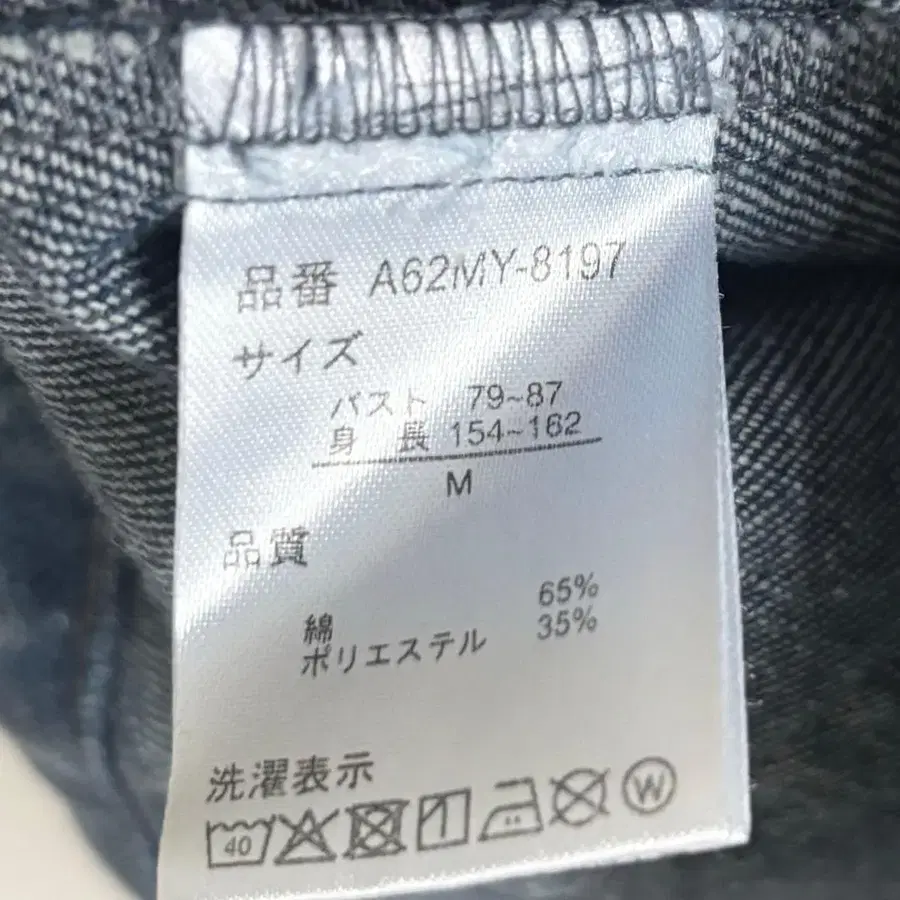 品番 A62MY-8197
サイズ
バスト 79~87
身 長 154~162
M
品質
綿 65%
ポリエステル 35%
洗濯表示
40
W